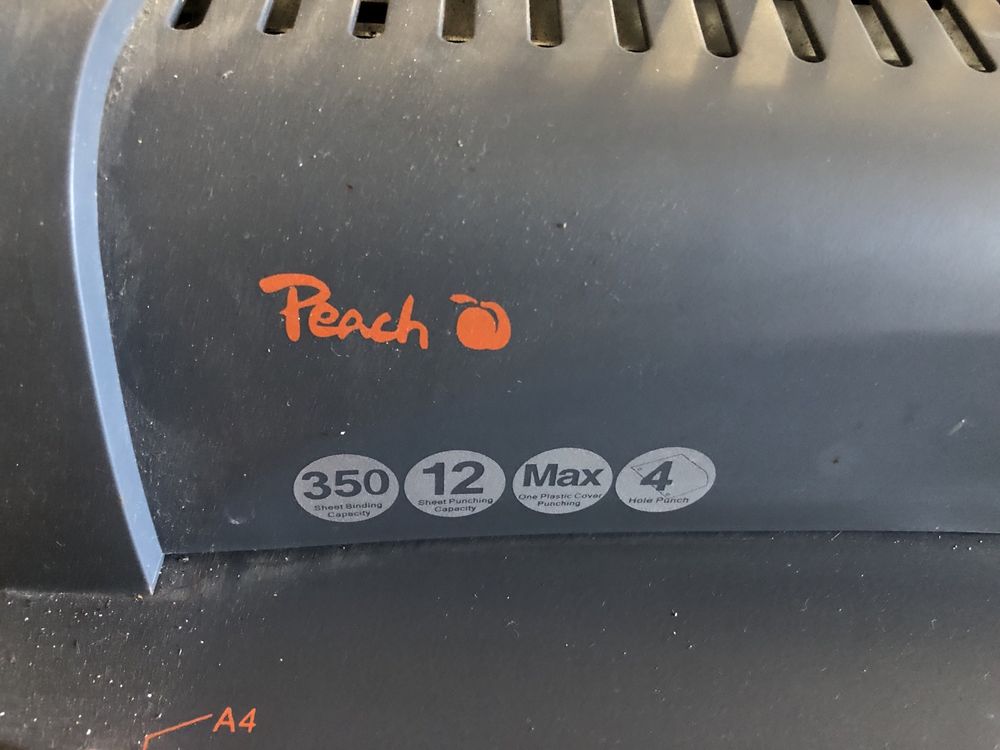 Peach
350
Sheet Binding
Capacity
12
Sheet Punching
Capacity
Max
One Plastic Cover
Punching
4
Hole Punch
A4